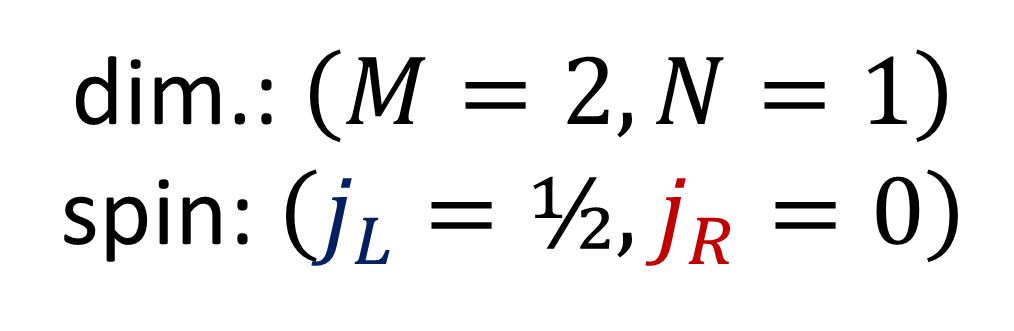 dim.: (M = 2, N = 1)
spin: (j_L = ½, j_R = 0)